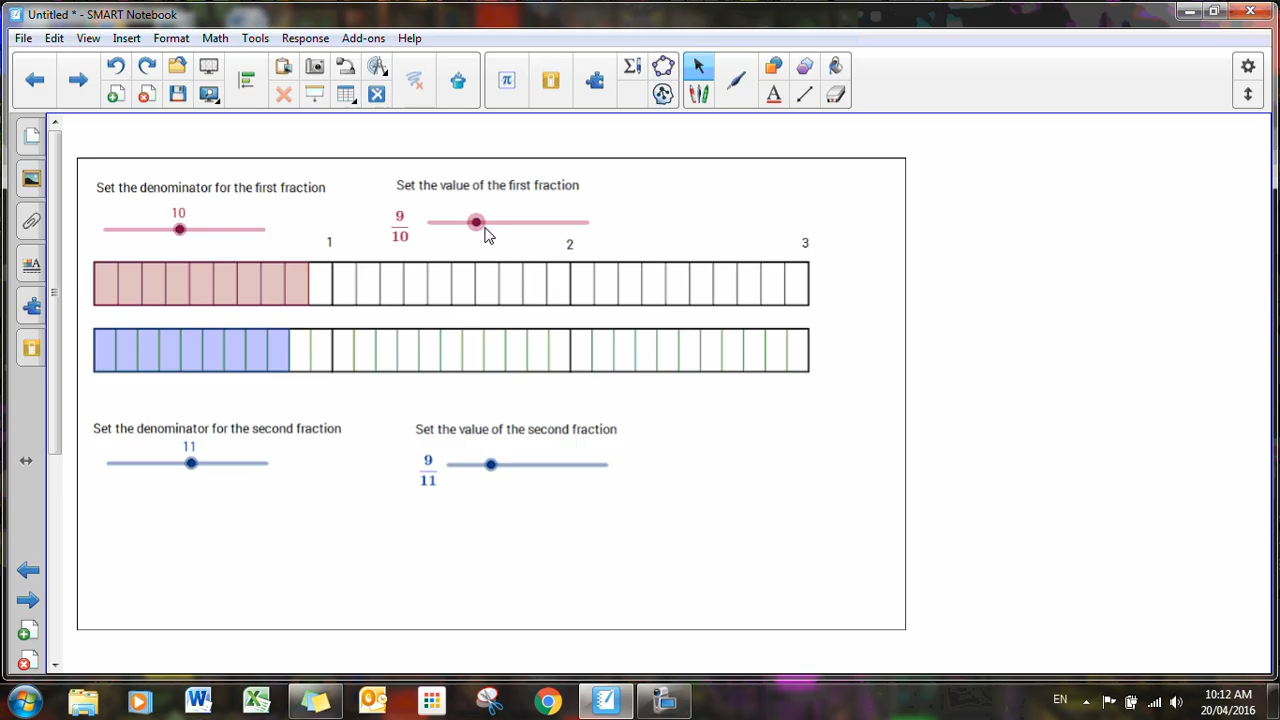 Untitled * - SMART Notebook
File Edit View Insert Format Math Tools Response Add-ons Help
Set the denominator for the first fraction
Set the value of the first fraction
10
9
10
1
2
3
Set the denominator for the second fraction
Set the value of the second fraction
11
9
11
EN
10:12 AM
20/04/2016